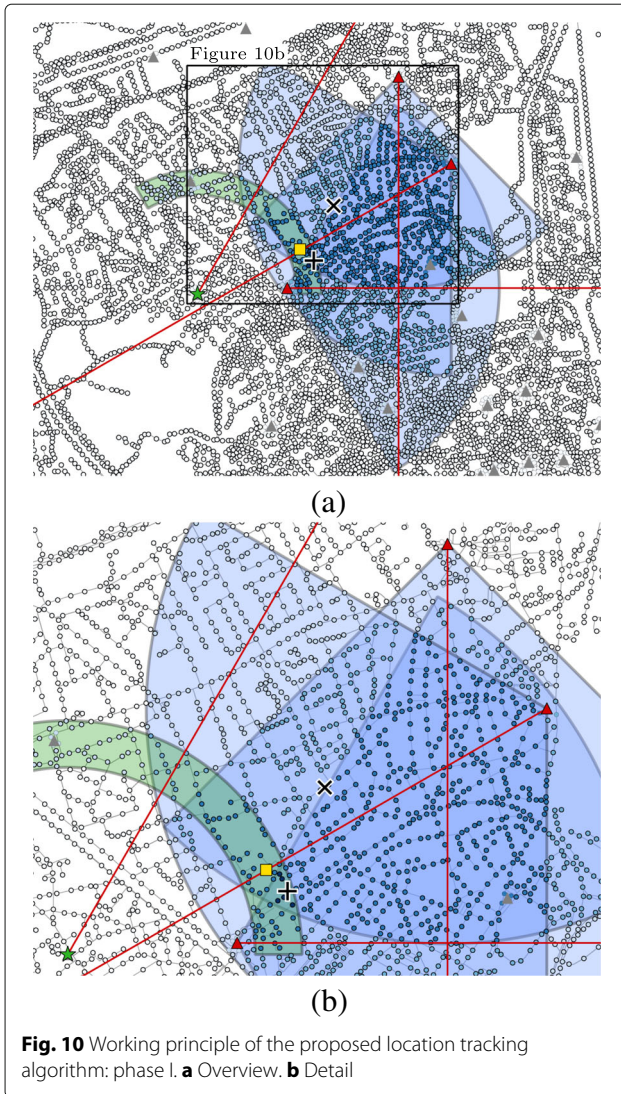 Figure 10b
(a)
(b)
Fig. 10 Working principle of the proposed location tracking
algorithm: phase I. a Overview. b Detail